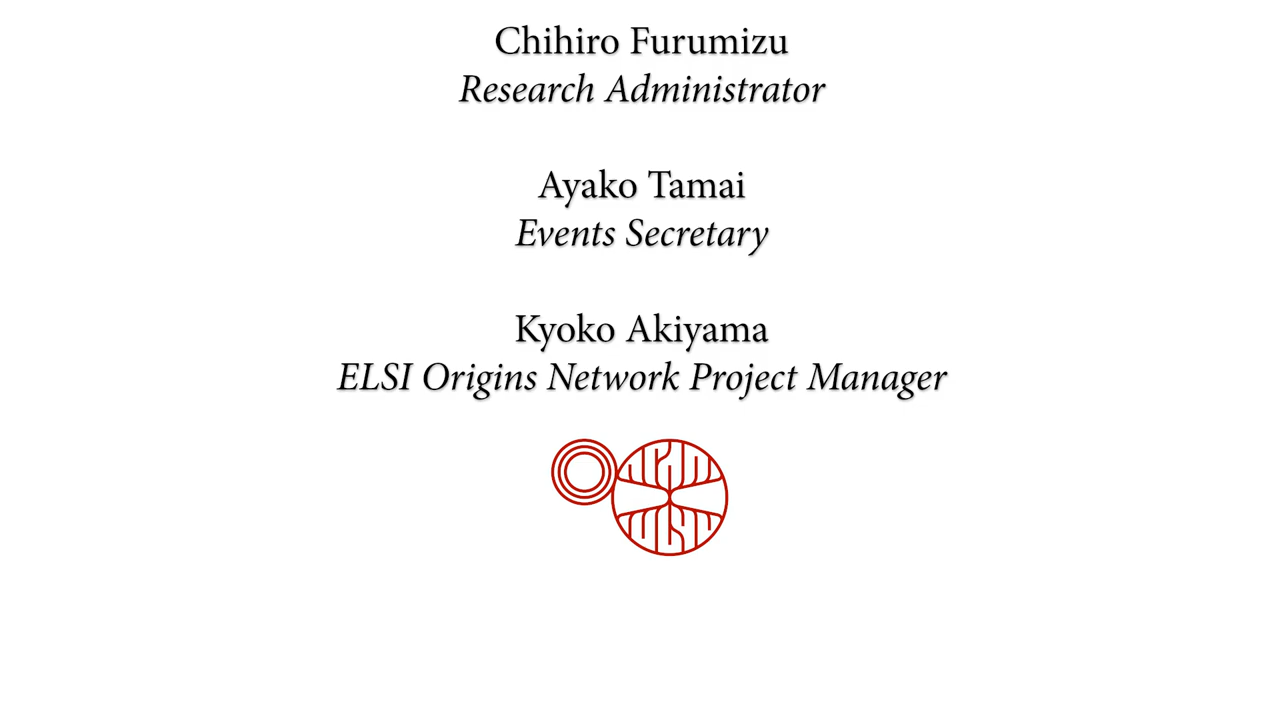 Chihiro Furumizu
Research Administrator
Ayako Tamai
Events Secretary
Kyoko Akiyama
ELSI Origins Network Project Manager